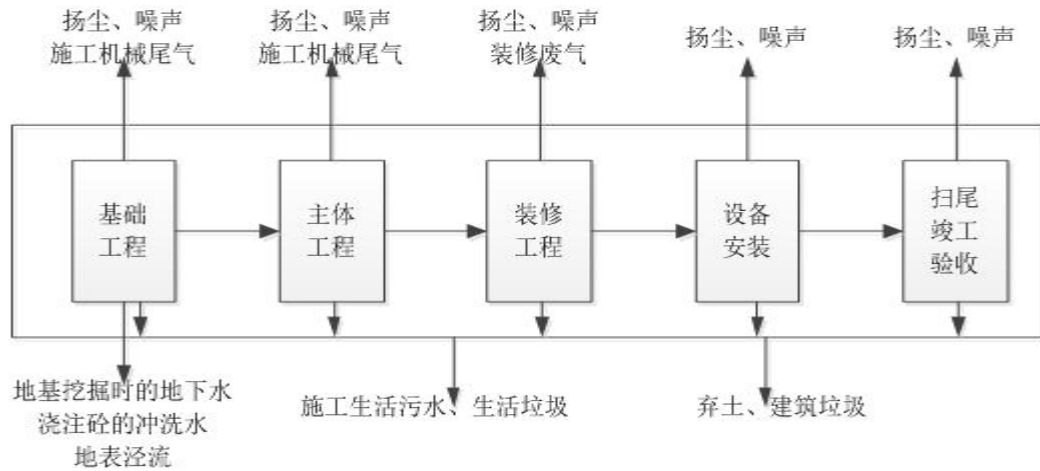 扬尘、噪声
施工机械尾气
扬尘、噪声
施工机械尾气
扬尘、噪声
装修废气
扬尘、噪声
扬尘、噪声
基础
工程
主体
工程
装修
工程
设备
安装
扫尾
竣工
验收
地基挖掘时的地下水
浇注砼的冲洗水
地表泾流
施工生活污水、生活垃圾
弃土、建筑垃圾